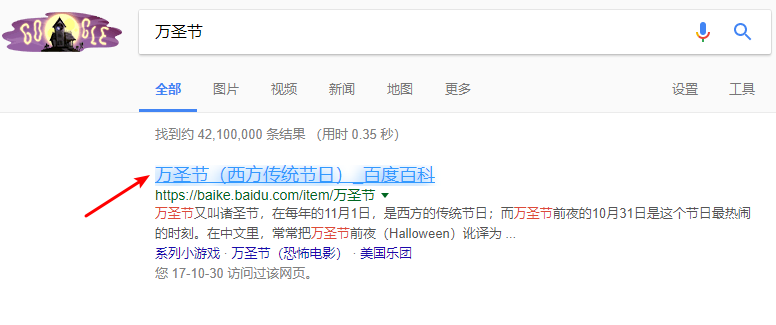 GOOGLE
万圣节
全部 图片 视频 新闻 地图 更多 设置 工具
找到约 42,100,000 条结果 （用时 0.35 秒）
万圣节（西方传统节日）_百度百科
https://baike.baidu.com/item/万圣节
万圣节又叫诸圣节，在每年的11月1日，是西方的传统节日；而万圣节前夜的10月31日是这个节日最热闹
的时刻。在中文里，常常把万圣节前夜（Halloween）讹译为 ...
系列小游戏 · 万圣节（恐怖电影） · 美国乐团
您 17-10-30 访问过该网页。